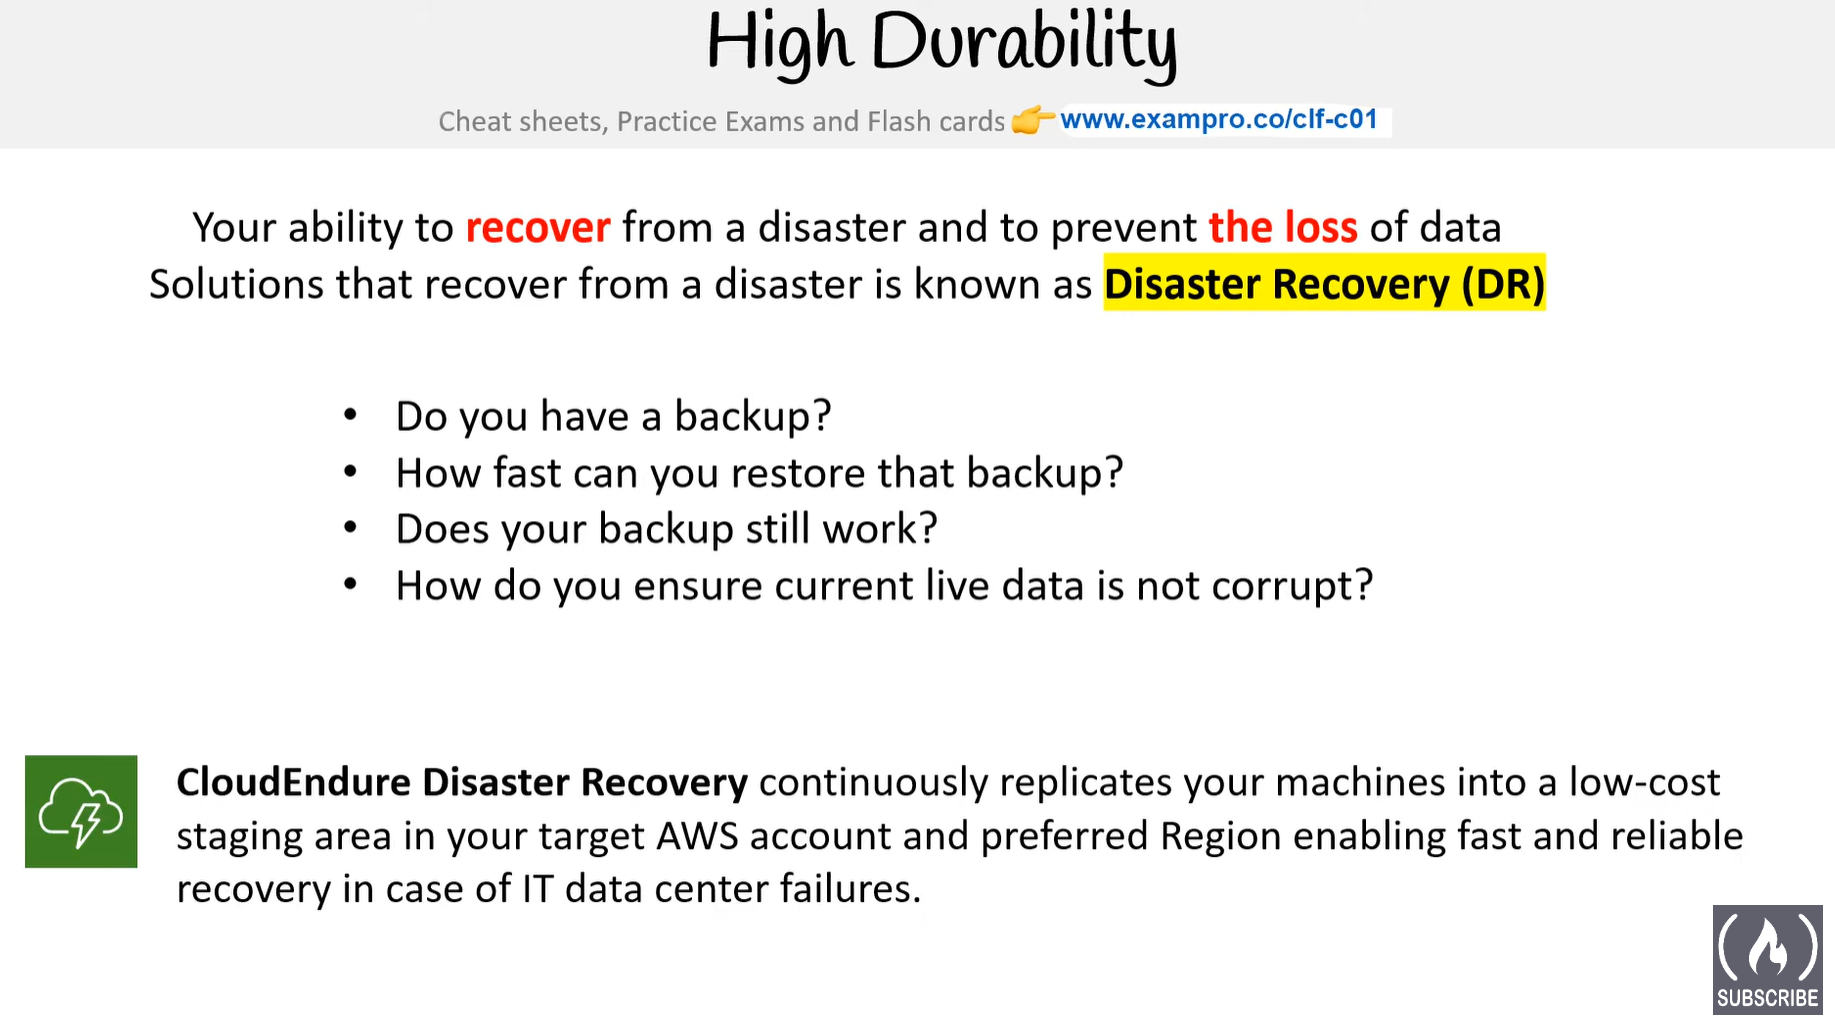 High Durability
Cheat sheets, Practice Exams and Flash cards 👉 www.exampro.co/clf-c01
Your ability to recover from a disaster and to prevent the loss of data
Solutions that recover from a disaster is known as Disaster Recovery (DR)
• Do you have a backup?
• How fast can you restore that backup?
• Does your backup still work?
• How do you ensure current live data is not corrupt?
CloudEndure Disaster Recovery continuously replicates your machines into a low-cost
staging area in your target AWS account and preferred Region enabling fast and reliable
recovery in case of IT data center failures.
SUBSCRIBE